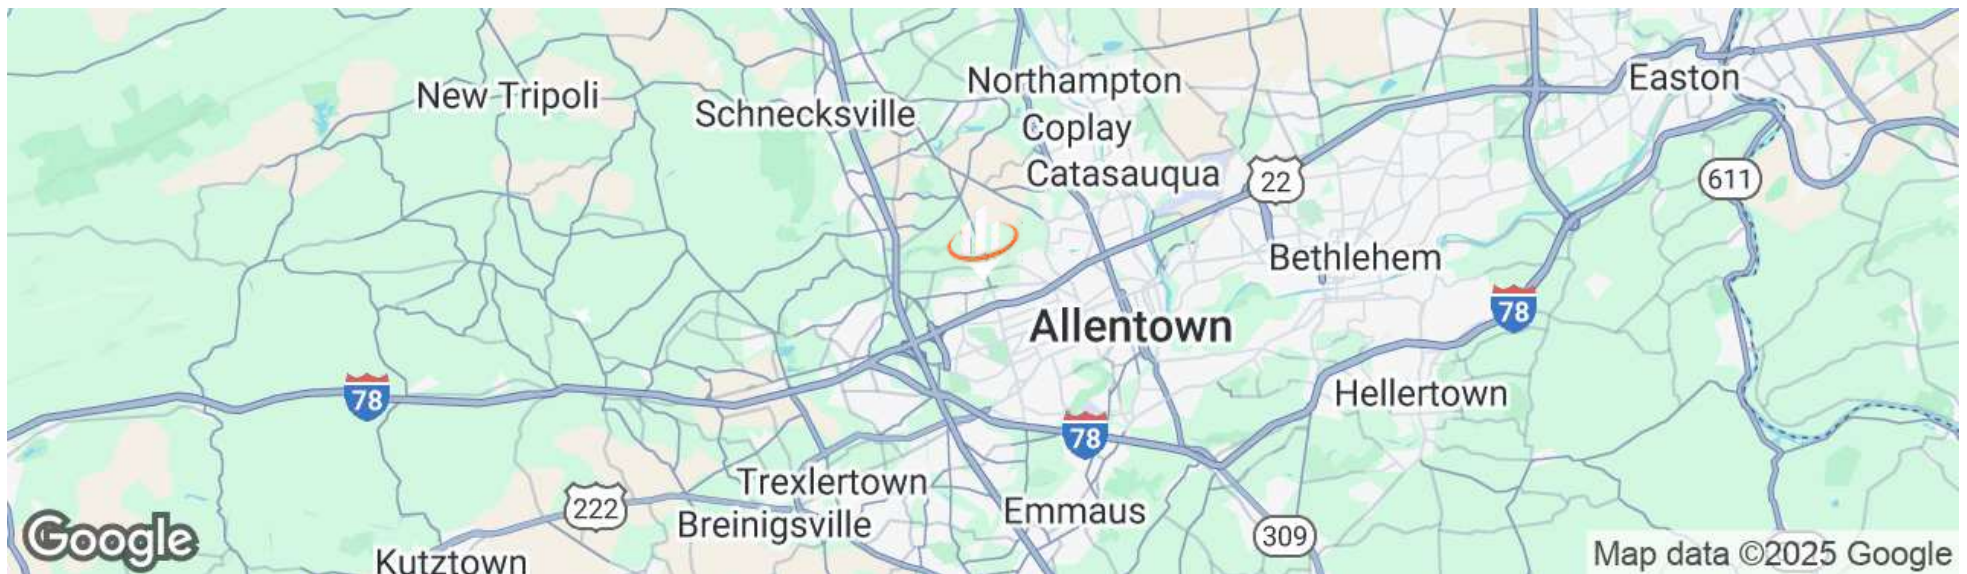 Northampton
Easton
New Tripoli
Schnecksville
Coplay
Catasauqua
22
611
Bethlehem
78
Allentown
78
Hellertown
78
Trexlertown
222
Emmaus
Breinigsville
309
Google
Kutztown
Map data ©2025 Google